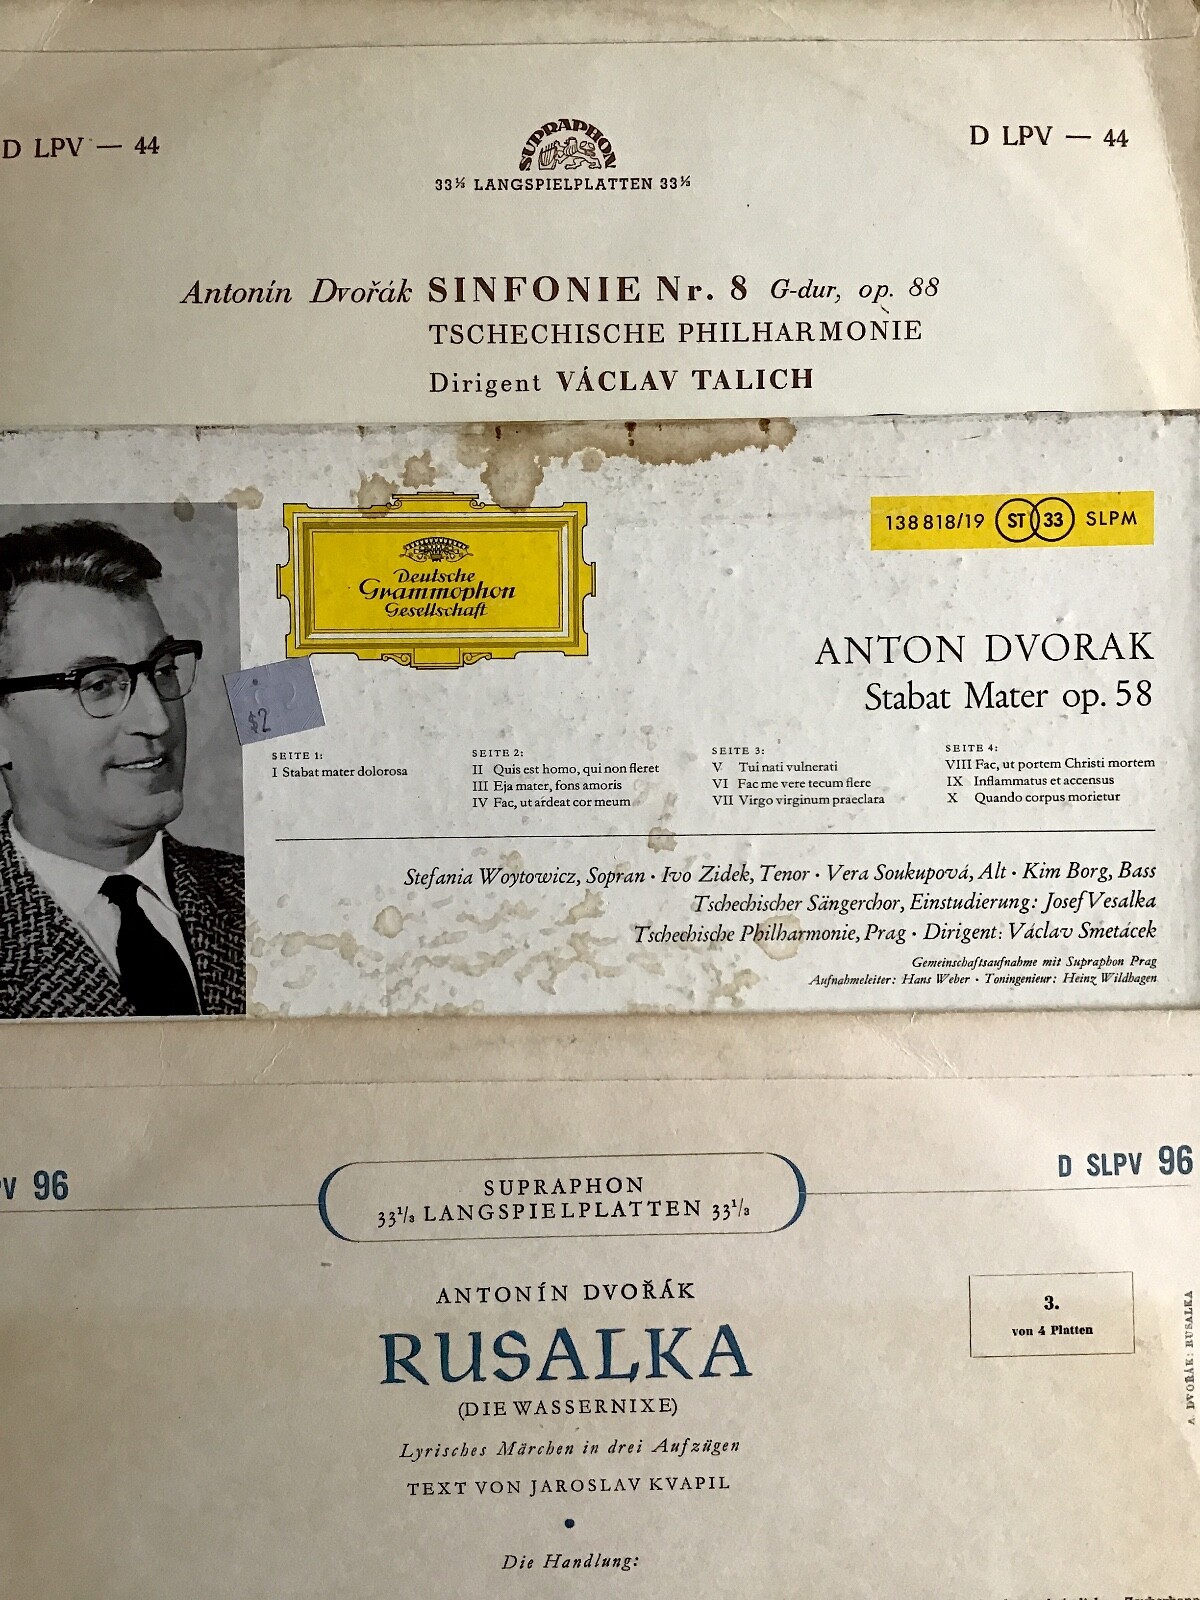 D LPV — 44
SUPRAPHON
D LPV — 44
33⅓ LANGSPIELPLATTEN 33⅓
Antonín Dvořák SINFONIE Nr. 8 G-dur, op. 88
TSCHECHISCHE PHILHARMONIE
Dirigent VÁCLAV TALICH
Deutsche
Grammophon
Gesellschaft
138 818/19 ST 33 SLPM
ANTON DVORAK
Stabat Mater op. 58
$2
SEITE 1:
I Stabat mater dolorosa
SEITE 2:
II Quis est homo, qui non fleret
III Eja mater, fons amoris
IV Fac, ut ardeat cor meum
SEITE 3:
V Tui nati vulnerati
VI Fac me vere tecum flere
VII Virgo virginum praeclara
SEITE 4:
VIII Fac, ut portem Christi mortem
IX Inflammatus et accensus
X Quando corpus morietur
Stefania Woytowicz, Sopran · Ivo Zidek, Tenor · Vera Soukupová, Alt · Kim Borg, Bass
Tschechischer Sängerchor, Einstudierung: Josef Vesalka
Tschechische Philharmonie, Prag · Dirigent: Václav Smetácek
Gemeinschaftsaufnahme mit Supraphon Prag
Aufnahmeleiter: Hans Weber · Toningenieur: Heinz Wildhagen
PV 96
SUPRAPHON
33 1/3 LANGSPIELPLATTEN 33 1/3
D SLPV 96
ANTONÍN DVOŘÁK
RUSALKA
(DIE WASSERNIXE)
Lyrisches Märchen in drei Aufzügen
TEXT VON JAROSLAV KVAPIL
Die Handlung:
3.
von 4 Platten
A. DVOŘÁK: RUSALKA